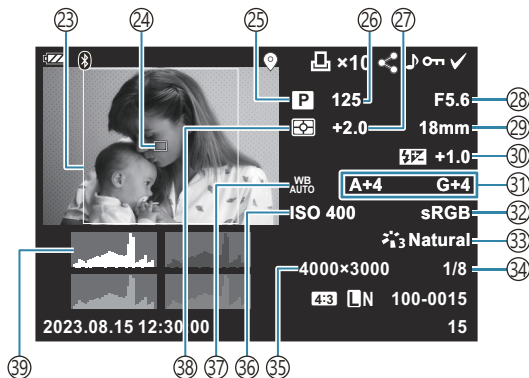 ㉓ ㉔ ㉕ ㉖ ㉗
×10
P 125 F5.6 ㉘
+2.0 18mm ㉙
+1.0 ㉚
WB AUTO A+4 G+4 ㉛
ISO 400 sRGB ㉜
3 Natural ㉝
4000×3000 1/8 ㉞
4:3 L N 100-0015
2023.08.15 12:30:00 15
㊴ ㊳ ㊲ ㊱ ㉟